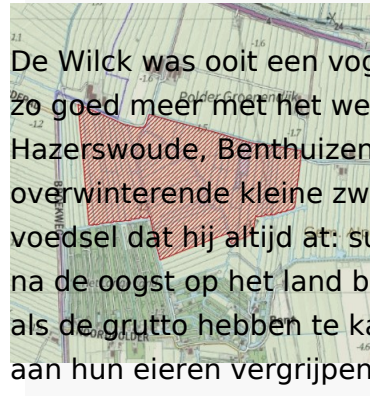 De Wilck was ooit een vog
zo goed meer met het we
Hazerswoude, Benthuizen
overwinterende kleine zw
voedsel dat hij altijd at: su
na de oogst op het land b
als de grutto hebben te ka
aan hun eieren vergrijpen
Polder Groenendijk